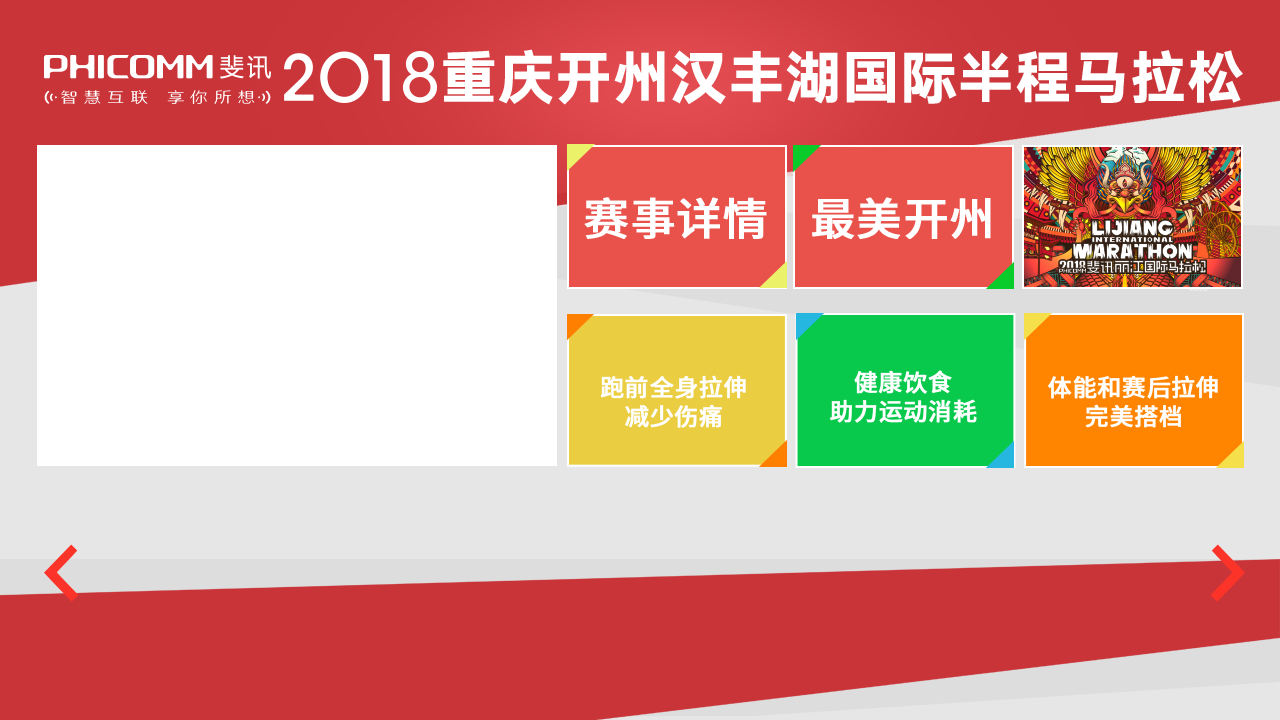 PHICOMM斐讯
智慧互联 享你所想
2018重庆开州汉丰湖国际半程马拉松
赛事详情
最美开州
LIJIANG
INTERNATIONAL
MARATHON
2018斐讯丽江国际马拉松
PHICOMM
跑前全身拉伸
减少伤痛
健康饮食
助力运动消耗
体能和赛后拉伸
完美搭档